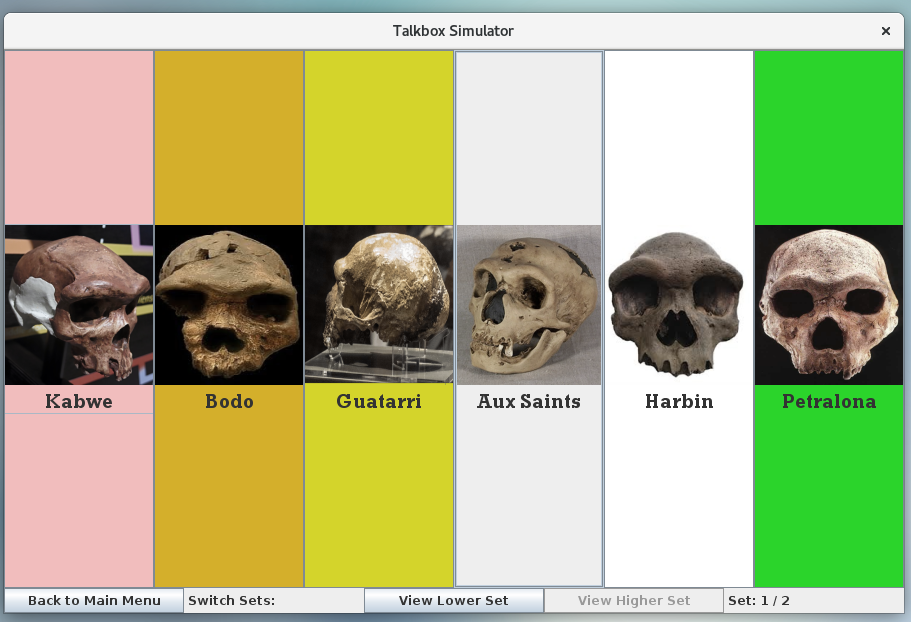 Talkbox Simulator
×
Kabwe
Bodo
Guatarri
Aux Saints
Harbin
Petralona
Back to Main Menu
Switch Sets:
View Lower Set
View Higher Set
Set: 1 / 2